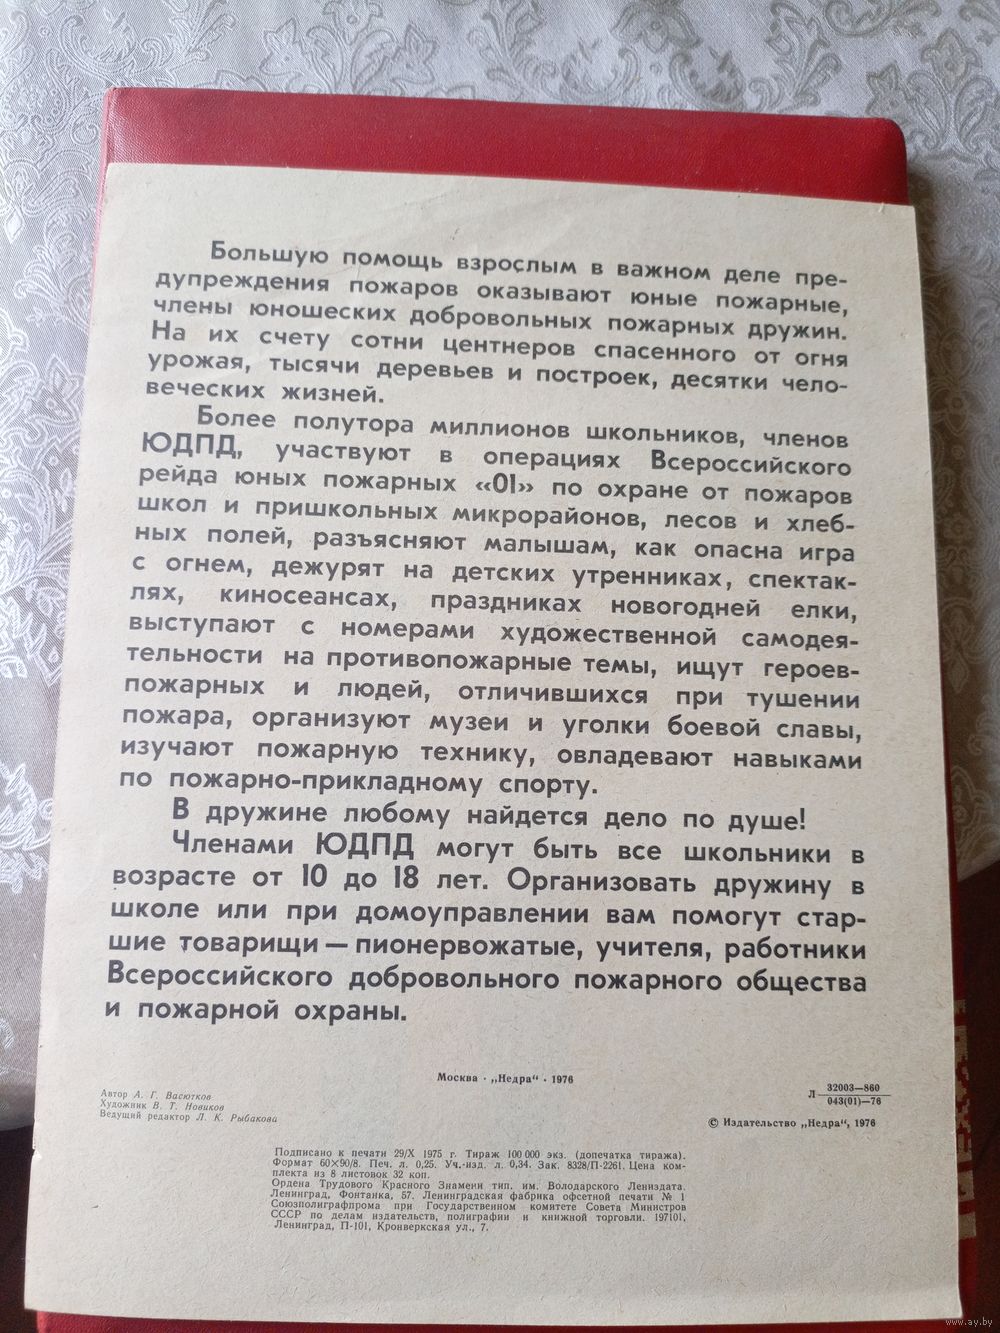 Большую помощь взрослым в важном деле пре-
дупреждения пожаров оказывают юные пожарные,
члены юношеских добровольных пожарных дружин.
На их счету сотни центнеров спасенного от огня
урожая, тысячи деревьев и построек, десятки чело-
веческих жизней.
Более полутора миллионов школьников, членов
ЮДПД, участвуют в операциях Всероссийского
рейда юных пожарных «01» по охране от пожаров
школ и пришкольных микрорайонов, лесов и хлеб-
ных полей, разъясняют малышам, как опасна игра
с огнем, дежурят на детских утренниках, спектак-
лях, киносеансах, праздниках новогодней елки,
выступают с номерами художественной самодея-
тельности на противопожарные темы, ищут героев-
пожарных и людей, отличившихся при тушении
пожара, организуют музеи и уголки боевой славы,
изучают пожарную технику, овладевают навыками
по пожарно-прикладному спорту.
В дружине любому найдется дело по душе!
Членами ЮДПД могут быть все школьники в
возрасте от 10 до 18 лет. Организовать дружину в
школе или при домоуправлении вам помогут стар-
шие товарищи — пионервожатые, учителя, работники
Всероссийского добровольного пожарного общества
и пожарной охраны.
Москва · „Недра“ · 1976
Автор А. Г. Васютков
Художник В. Т. Новиков
Ведущий редактор Л. К. Рыбакова
Л 32003—860
043(01)—76
© Издательство „Недра“, 1976
Подписано к печати 29/X 1975 г. Тираж 100 000 экз. (допечатка тиража).
Формат 60×90/8. Печ. л. 0,25. Уч.-изд. л. 0,34. Зак. 8328/П-2261. Цена ком-
плекта из 8 листовок 32 коп.
Ордена Трудового Красного Знамени тип. им. Володарского Лениздата.
Ленинград, Фонтанка, 57. Ленинградская фабрика офсетной печати № 1
Союзполиграфпрома при Государственном комитете Совета Министров
СССР по делам издательств, полиграфии и книжной торговли. 197101,
Ленинград, П-101, Кронверкская ул., 7.
www.ay.by